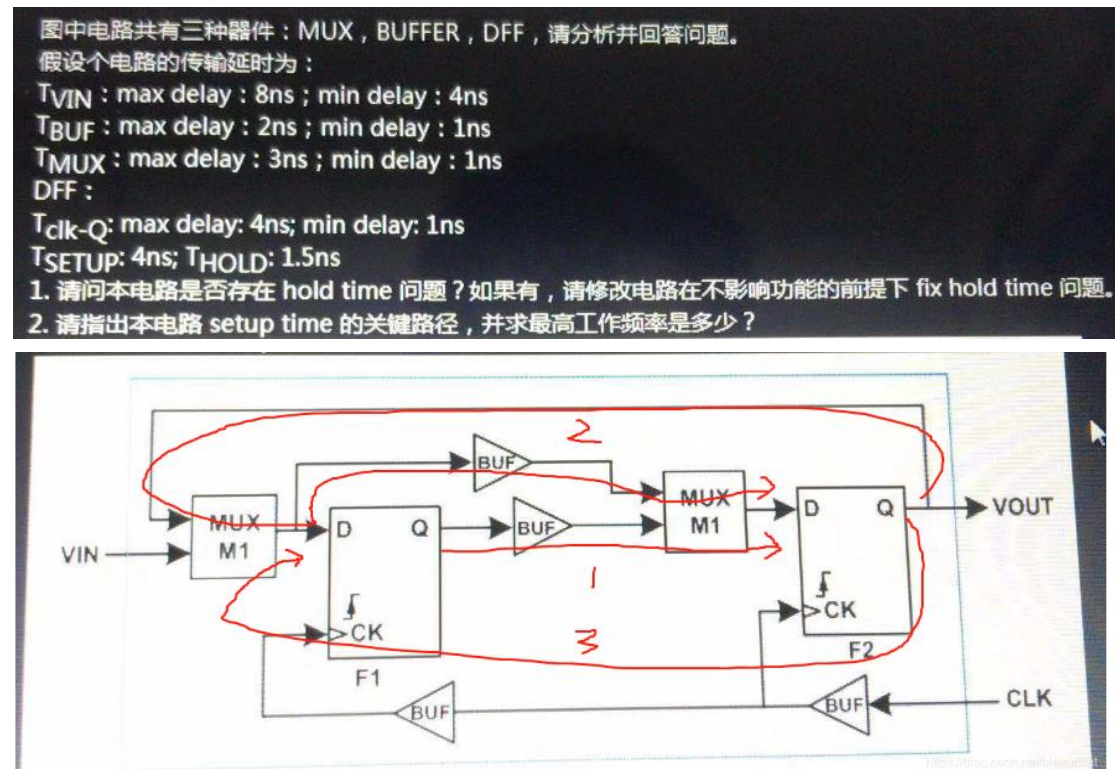 图中电路共有三种器件：MUX，BUFFER，DFF，请分析并回答问题。
假设个电路的传输延时为：
TVIN：max delay：8ns；min delay：4ns
TBUF：max delay：2ns；min delay：1ns
TMUX：max delay：3ns；min delay：1ns
DFF：
Tclk-Q: max delay: 4ns; min delay: 1ns
TSETUP: 4ns; THOLD: 1.5ns
1. 请问本电路是否存在 hold time 问题？如果有，请修改电路在不影响功能的前提下 fix hold time 问题。
2. 请指出本电路 setup time 的关键路径，并求最高工作频率是多少？
2
BUF
MUX
M1
VIN
D
Q
BUF
MUX
M1
D
Q
VOUT
1
CK
F1
3
CK
F2
BUF
BUF
CLK